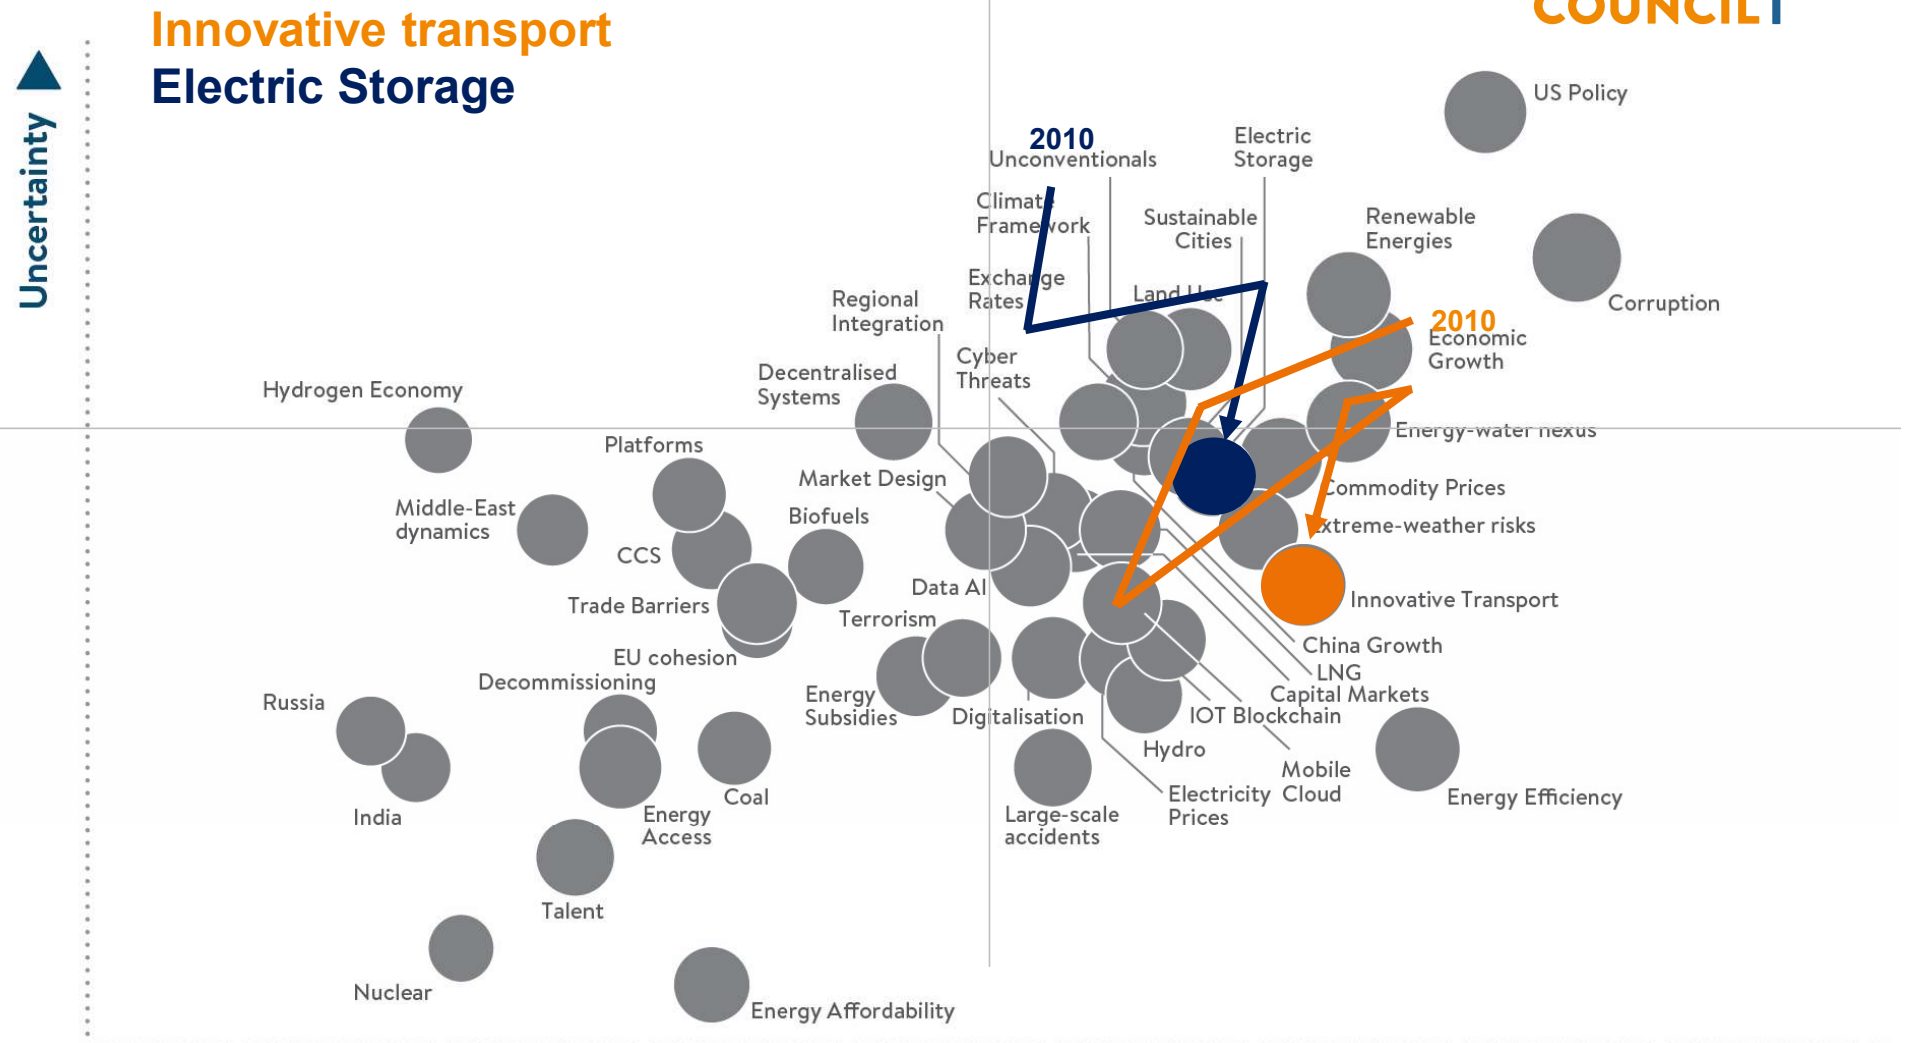 COUNCIL
Innovative transport
Electric Storage
Uncertainty
US Policy
2010
Unconventionals
Electric
Storage
Climate
Framework
Sustainable
Cities
Renewable
Energies
Exchange
Rates
Land Use
Corruption
Regional
Integration
2010
Economic
Growth
Cyber
Threats
Decentralised
Systems
Hydrogen Economy
Energy-water nexus
Platforms
Market Design
Commodity Prices
Middle-East
dynamics
Biofuels
Extreme-weather risks
CCS
Data AI
Innovative Transport
Trade Barriers
Terrorism
China Growth
EU cohesion
LNG
Decommissioning
Capital Markets
Russia
Energy
Subsidies
Digitalisation
IOT Blockchain
Hydro
Mobile
Cloud
Coal
Electricity
Prices
Energy Efficiency
India
Energy
Access
Large-scale
accidents
Talent
Nuclear
Energy Affordability